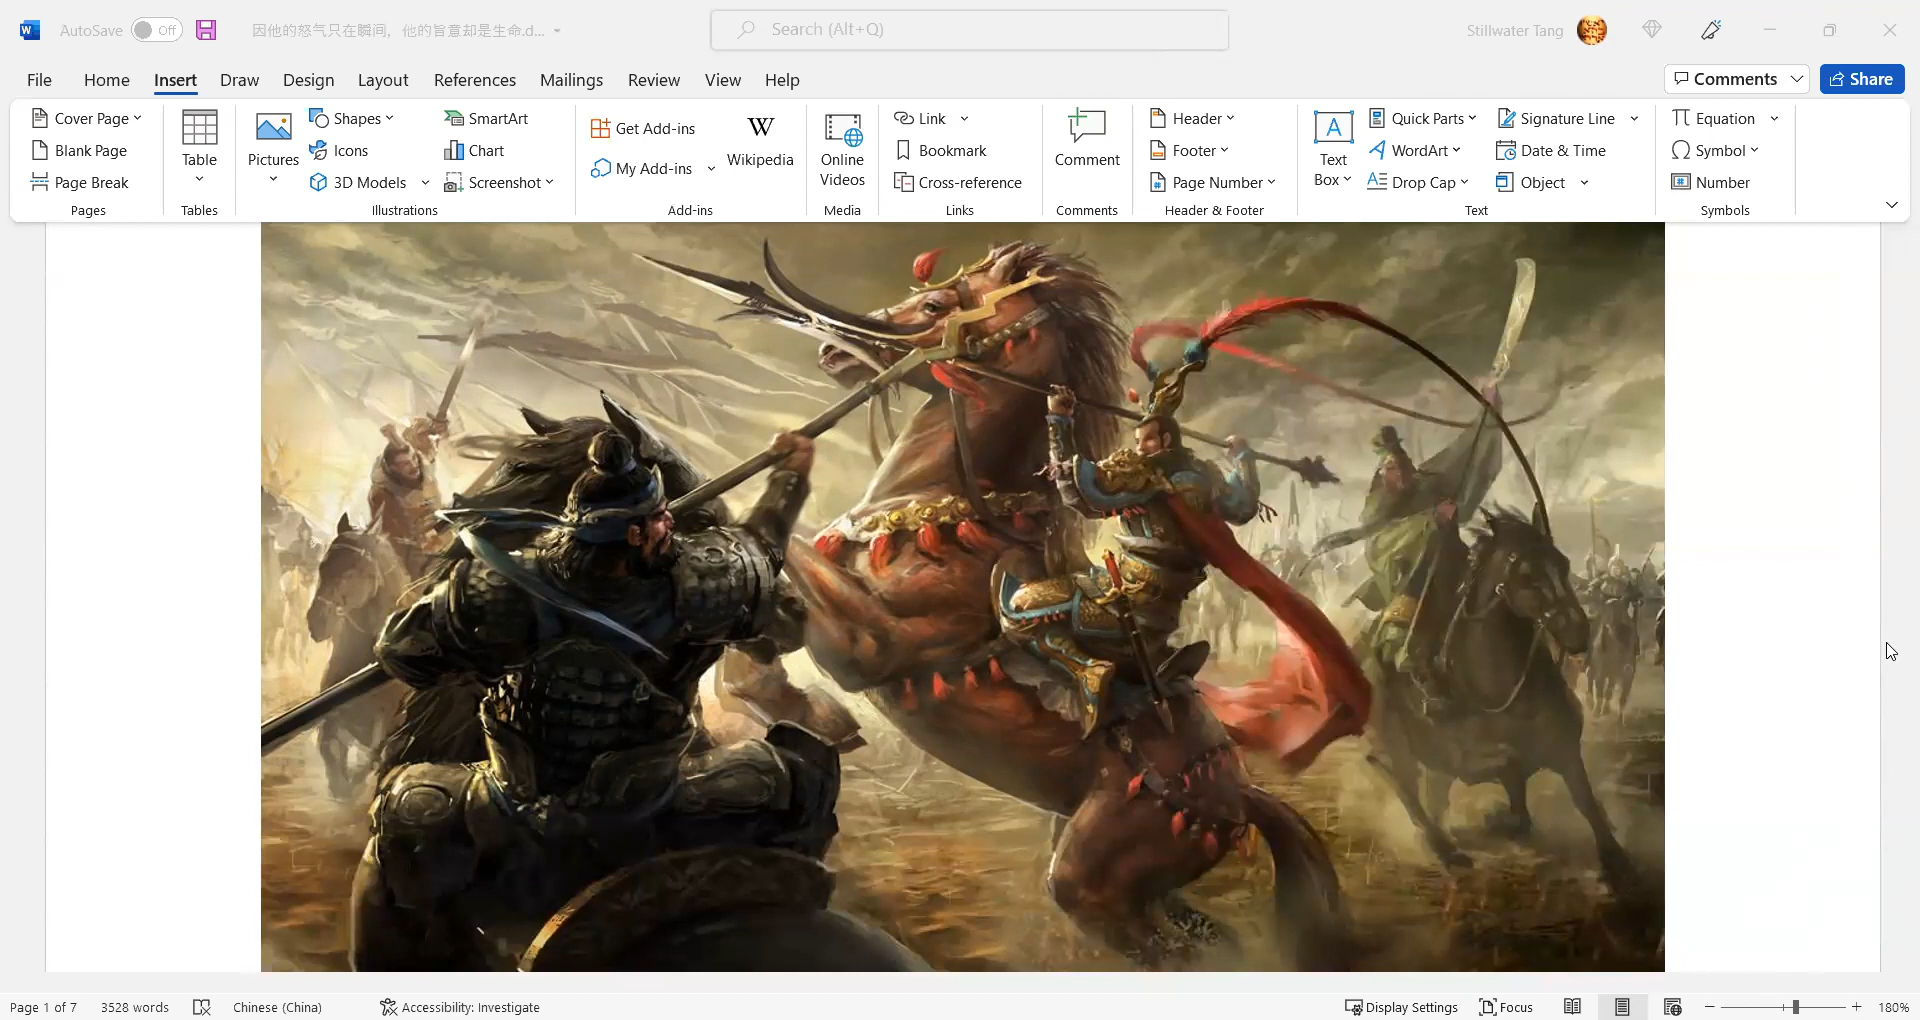 AutoSave Off 因他的怒气只在瞬间，他的旨意却是生命.d... Search (Alt+Q) Stillwater Tang
File Home Insert Draw Design Layout References Mailings Review View Help Comments Share
Cover Page
Blank Page
Page Break
Pages
Table
Tables
Pictures
Shapes
Icons
3D Models
SmartArt
Chart
Screenshot
Illustrations
Get Add-ins
My Add-ins
W
Wikipedia
Add-ins
Online
Videos
Media
Link
Bookmark
Cross-reference
Links
Comment
Comments
Header
Footer
Page Number
Header & Footer
Text
Box
Quick Parts
WordArt
Drop Cap
Signature Line
Date & Time
Object
Text
Equation
Symbol
Number
Symbols
Page 1 of 7 3528 words Chinese (China) Accessibility: Investigate Display Settings Focus 180%